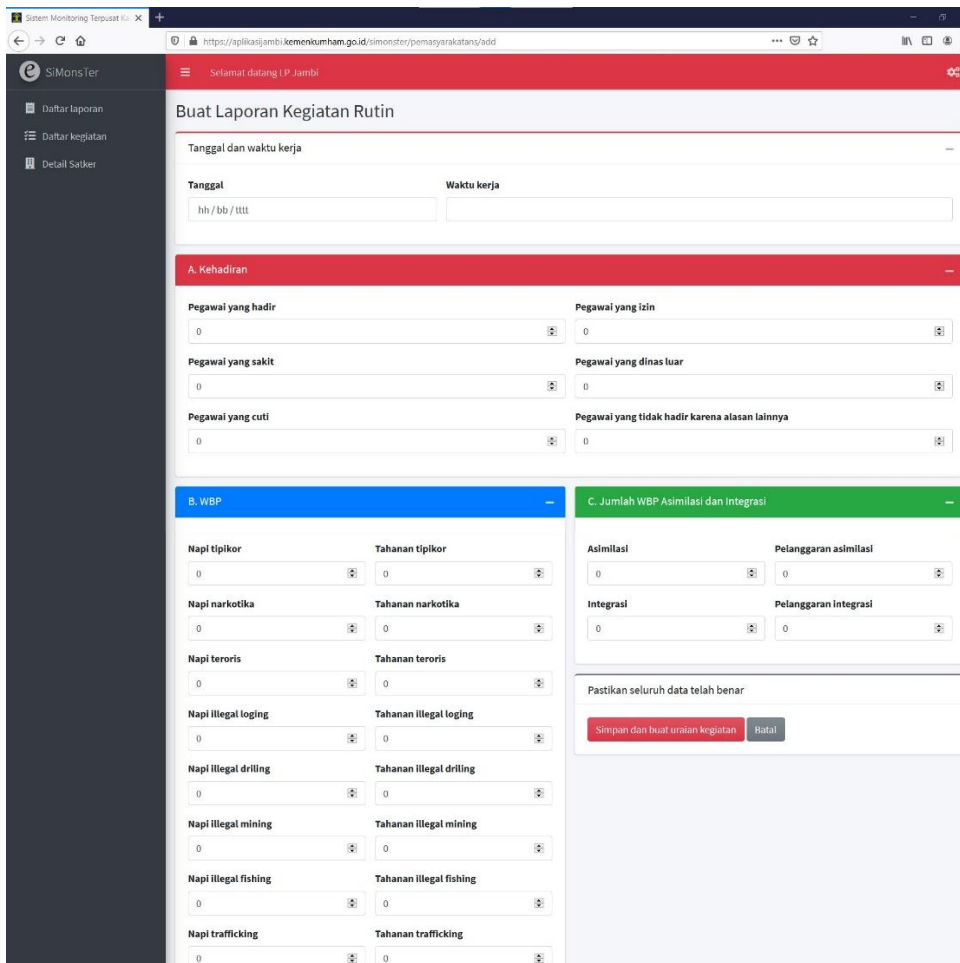 Sistem Monitoring Terpusat Ka
https://aplikasijambi.kemenkumham.go.id/simonster/pemasyarakatans/add
SiMonsTer
Selamat datang LP Jambi
Daftar laporan
Daftar kegiatan
Detail Satker
Buat Laporan Kegiatan Rutin
Tanggal dan waktu kerja
Tanggal Waktu kerja
hh / bb / tttt
A. Kehadiran
Pegawai yang hadir Pegawai yang izin
0 0
Pegawai yang sakit Pegawai yang dinas luar
0 0
Pegawai yang cuti Pegawai yang tidak hadir karena alasan lainnya
0 0
B. WBP
Napi tipikor Tahanan tipikor
0 0
Napi narkotika Tahanan narkotika
0 0
Napi teroris Tahanan teroris
0 0
Napi illegal loging Tahanan illegal loging
0 0
Napi illegal driling Tahanan illegal driling
0 0
Napi illegal mining Tahanan illegal mining
0 0
Napi illegal fishing Tahanan illegal fishing
0 0
Napi trafficking Tahanan trafficking
0 0
C. Jumlah WBP Asimilasi dan Integrasi
Asimilasi Pelanggaran asimilasi
0 0
Integrasi Pelanggaran integrasi
0 0
Pastikan seluruh data telah benar
Simpan dan buat uraian kegiatan Batal